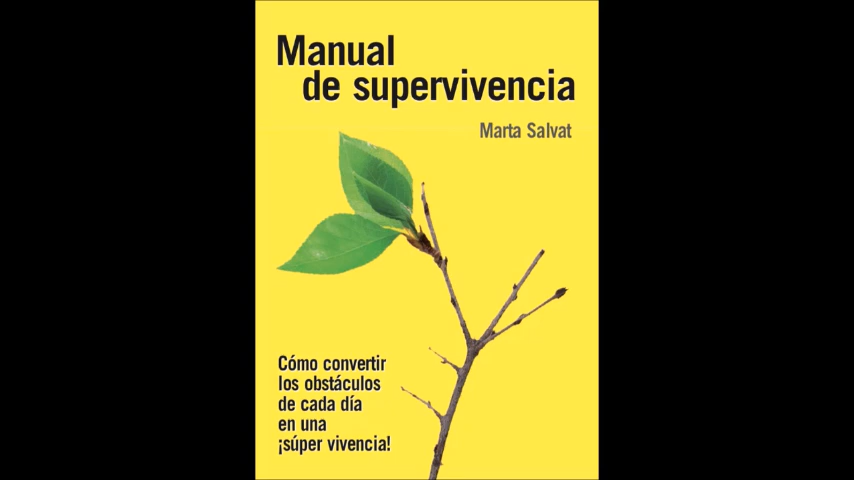 Manual
de supervivencia
Marta Salvat
Cómo convertir
los obstáculos
de cada día
en una
¡súper vivencia!